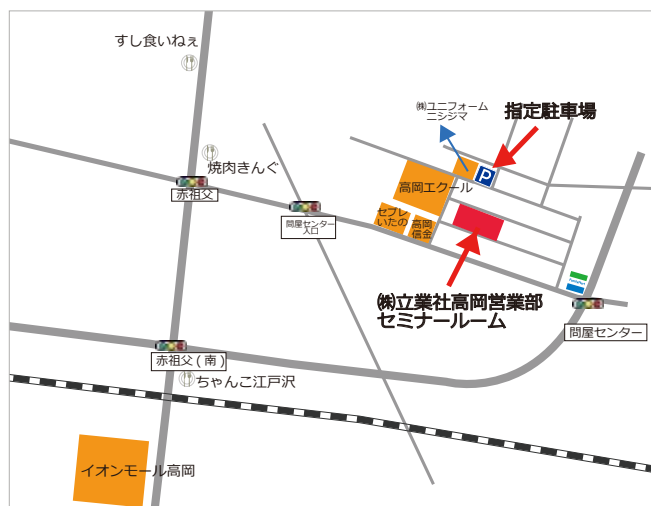 すし食いねぇ
㈱ユニフォーム
ニシジマ
指定駐車場
P
焼肉きんぐ
赤祖父
高岡エクール
セブレ
いたの
高岡
信金
問屋センター
入口
㈱立業社高岡営業部
セミナールーム
FamilyMart
問屋センター
赤祖父(南)
ちゃんこ江戸沢
イオンモール高岡